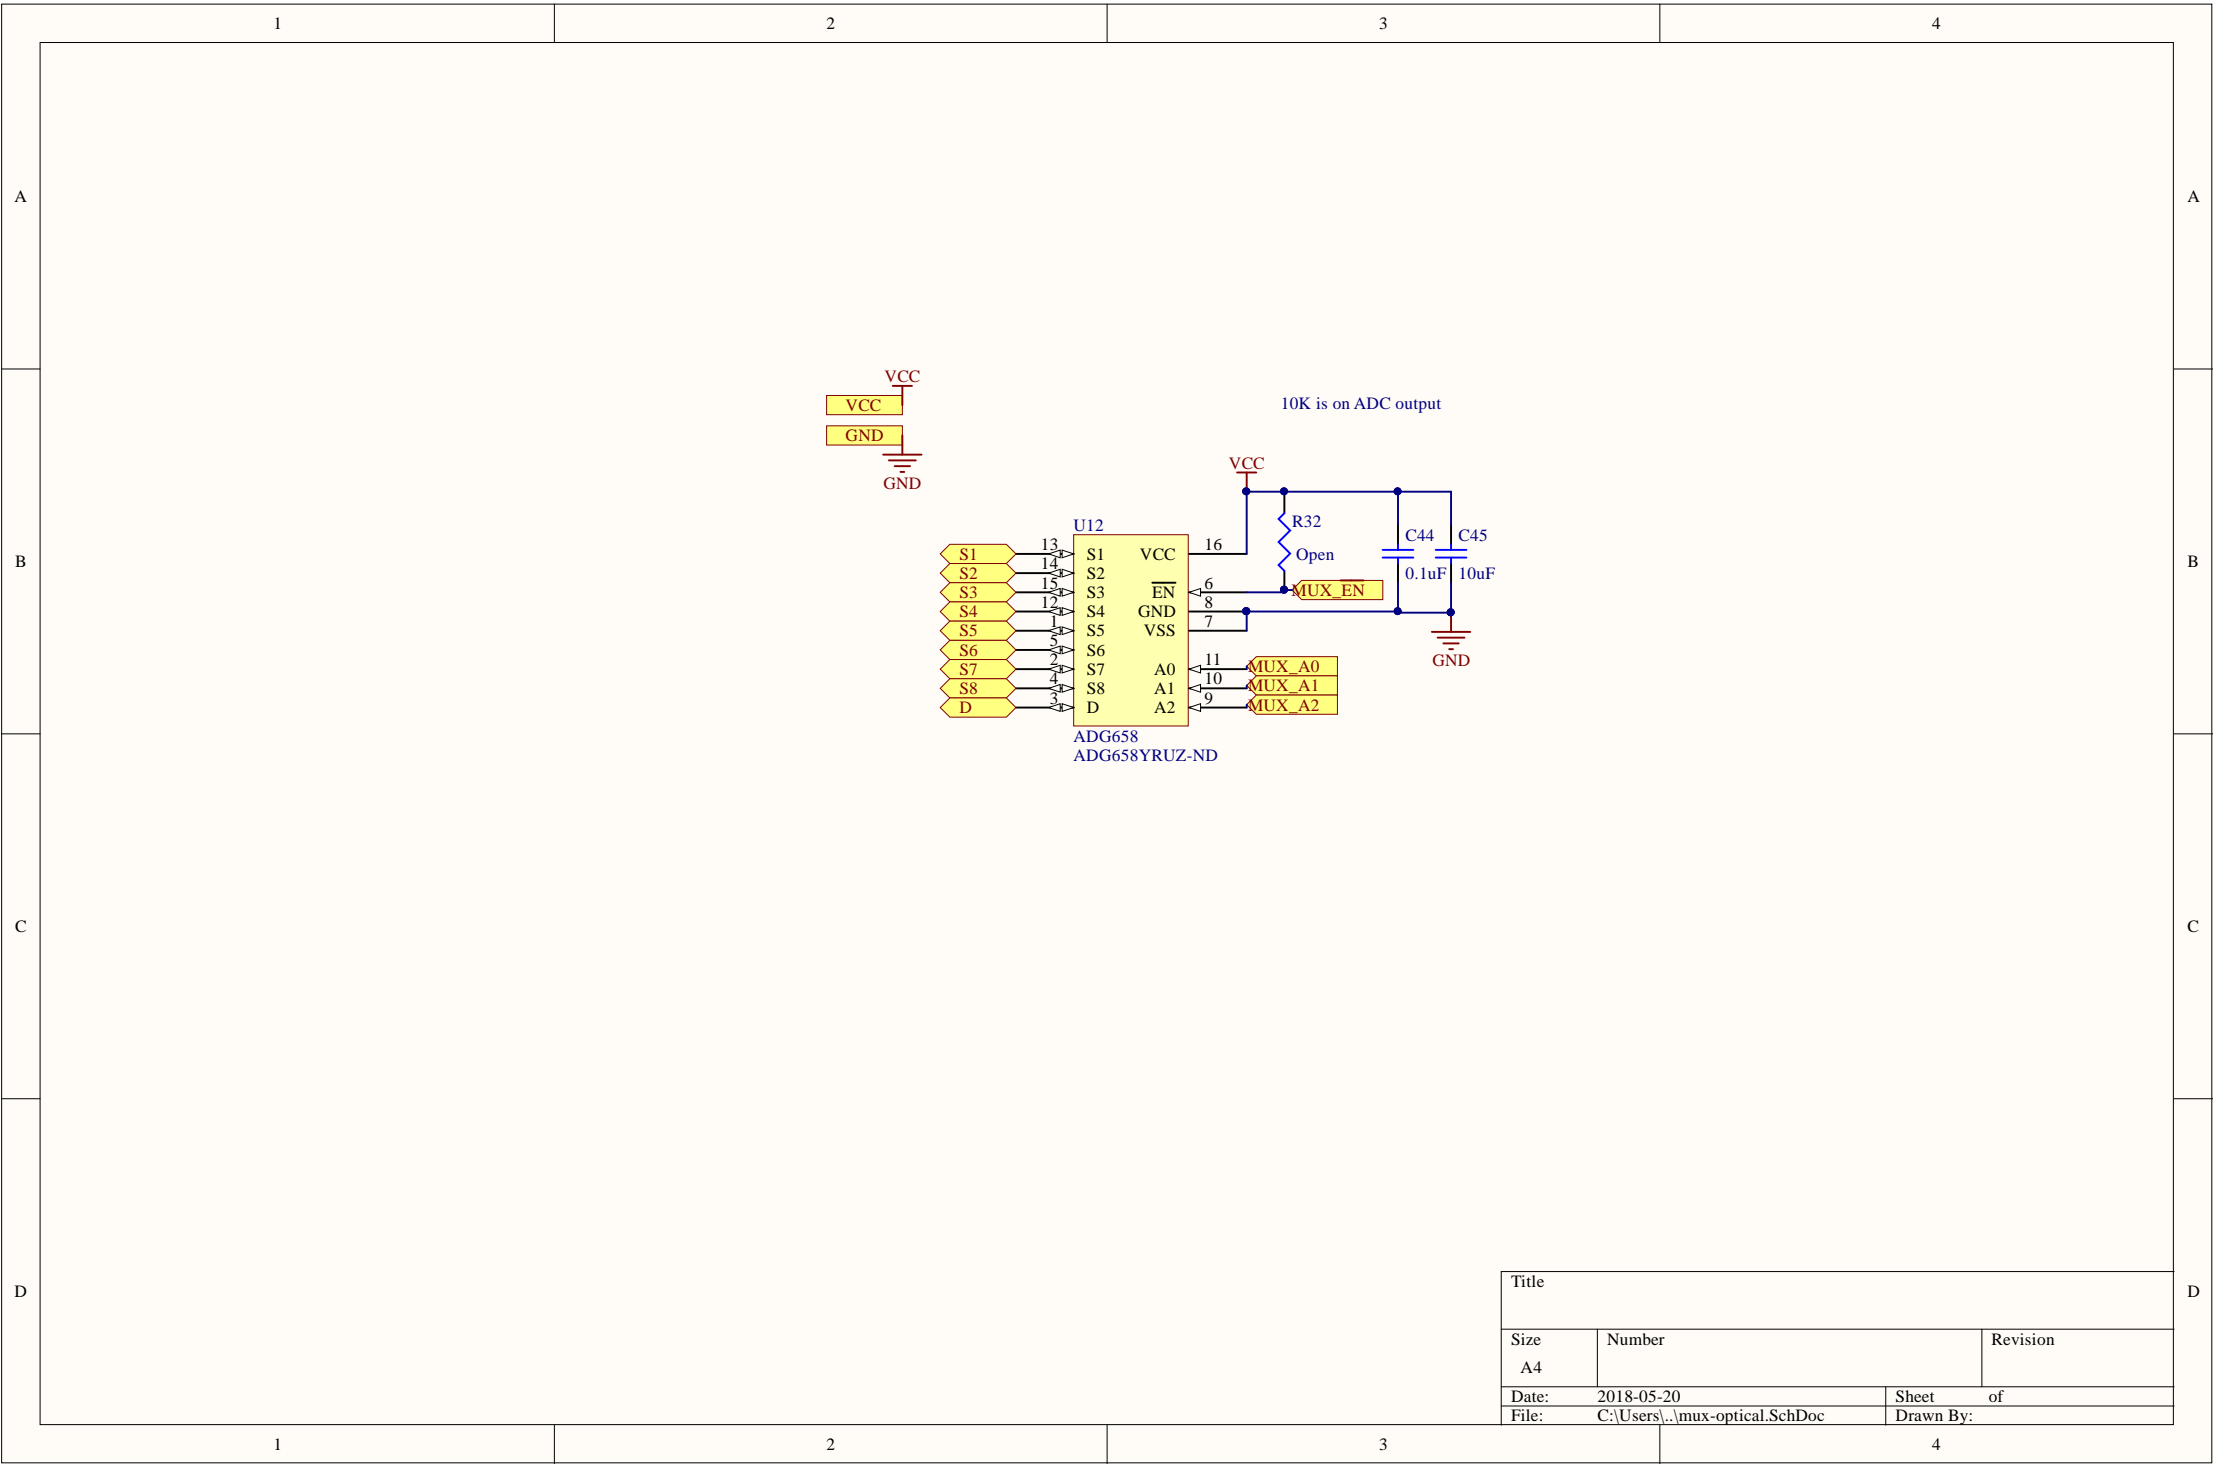 1 2 3 4
A A
VCC
VCC
10K is on ADC output
GND
VCC
GND
U12
R32
C44 C45
S1 13 S1 VCC 16
Open
S2 14 S2
0.1uF 10uF
S3 15 S3 EN 6 MUX_EN
S4 12 S4 GND 8
S5 1 S5 VSS 7
S6 5 S6
GND
S7 2 S7 A0 11 MUX_A0
S8 4 S8 A1 10 MUX_A1
D 3 D A2 9 MUX_A2
ADG658
ADG658YRUZ-ND
B B
C C
D D
Title
Size Number Revision
A4
Date: 2018-05-20 Sheet of
File: C:\Users\..\mux-optical.SchDoc Drawn By:
1 2 3 4